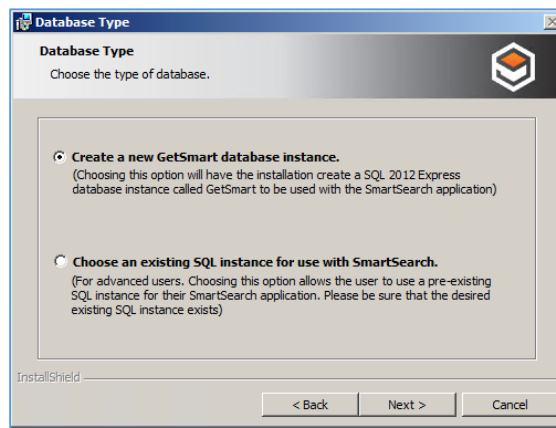 Database Type
Database Type
Choose the type of database.
Create a new GetSmart database instance.
(Choosing this option will have the installation create a SQL 2012 Express
database instance called GetSmart to be used with the SmartSearch application)
Choose an existing SQL instance for use with SmartSearch.
(For advanced users. Choosing this option allows the user to use a pre-existing
SQL instance for their SmartSearch application. Please be sure that the desired
existing SQL instance exists)
InstallShield
< Back Next > Cancel